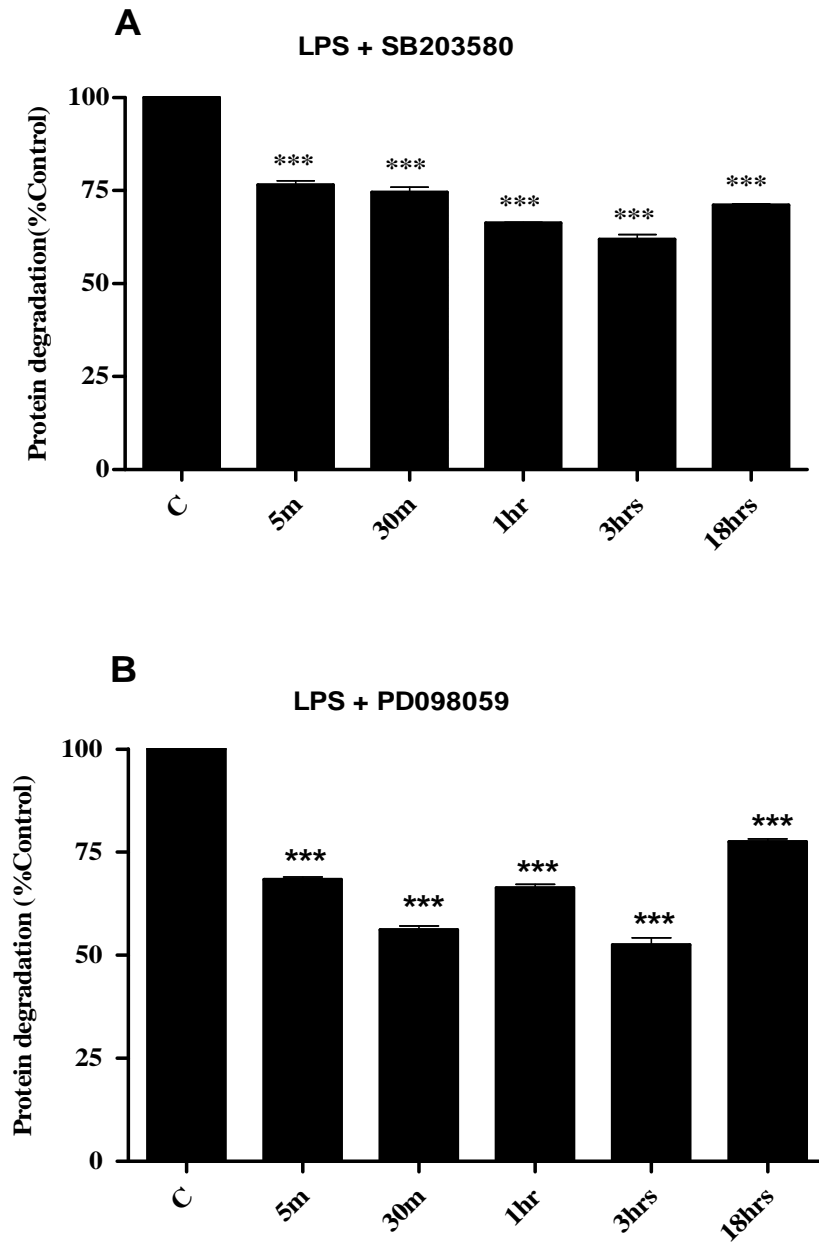 A
LPS + SB203580
Protein degradation(%Control)
100
75
50
25
0
***
***
***
***
***
C
5m
30m
1hr
3hrs
18hrs
B
LPS + PD098059
Protein degradation (%Control)
100
75
50
25
0
***
***
***
***
***
C
5m
30m
1hr
3hrs
18hrs